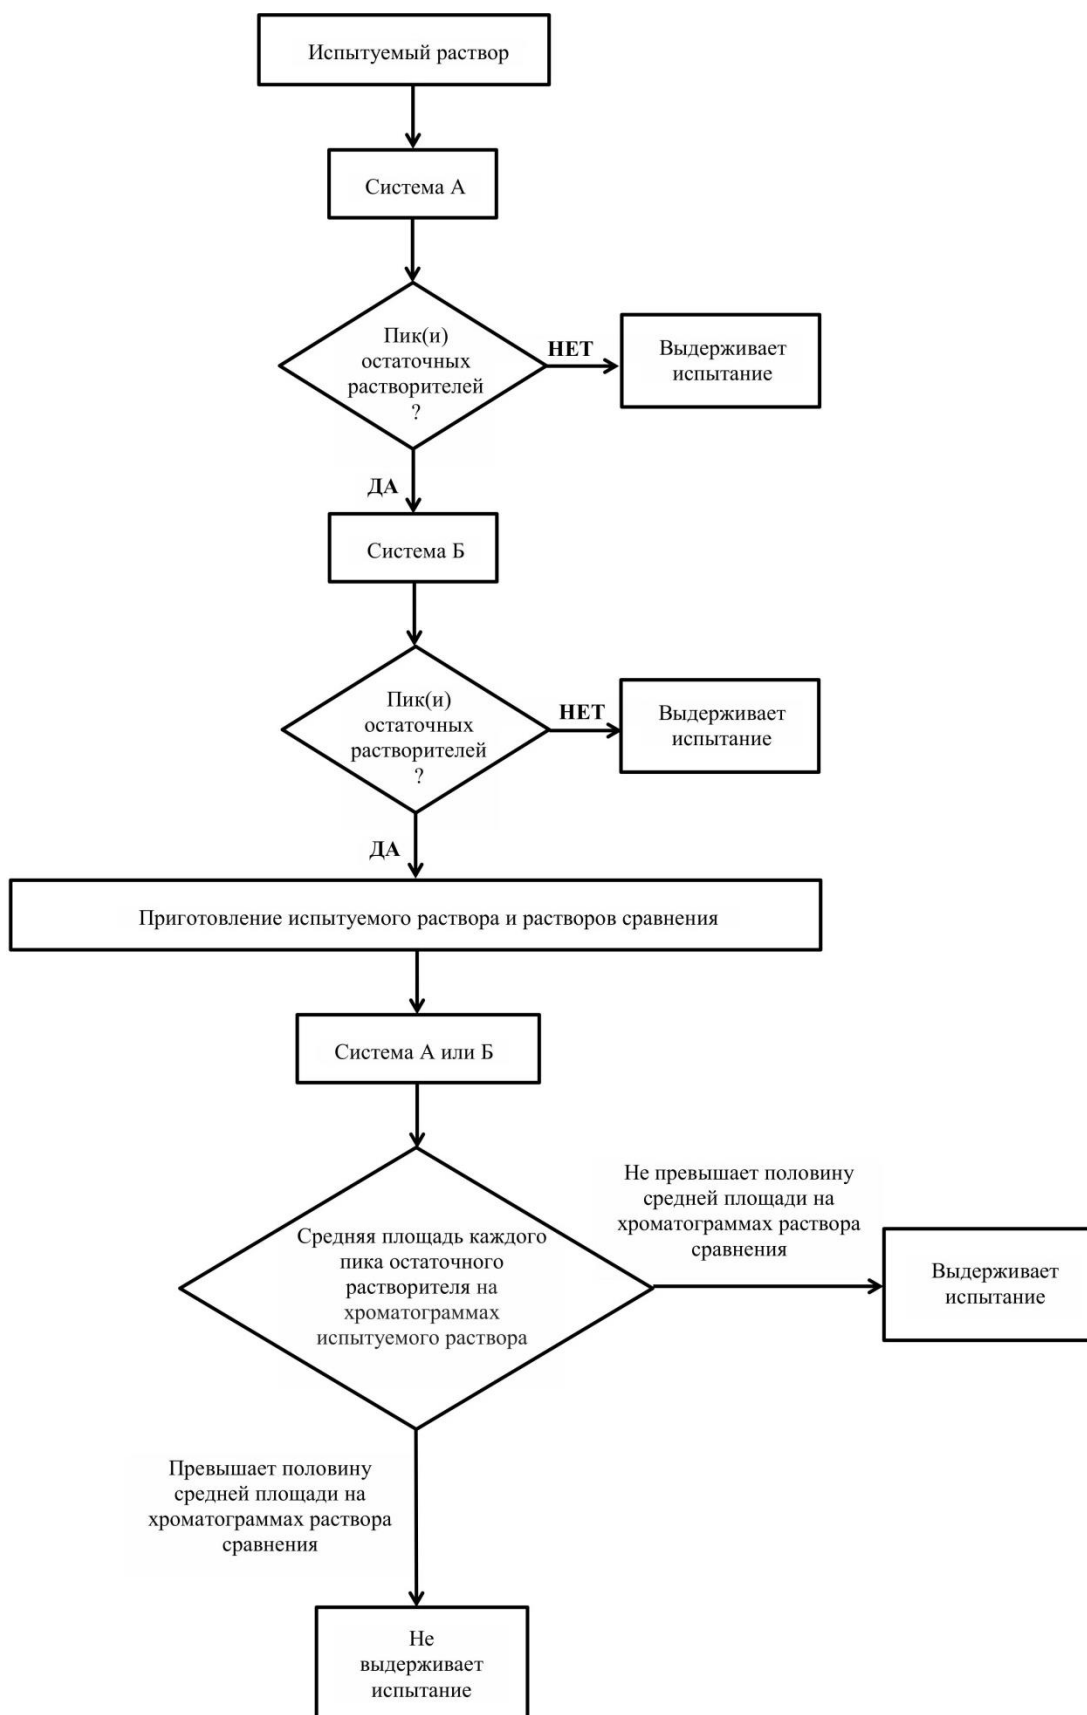 Испытуемый раствор
Система А
Пик(и)
остаточных
растворителей
?
НЕТ
Выдерживает
испытание
ДА
Система Б
Пик(и)
остаточных
растворителей
?
НЕТ
Выдерживает
испытание
ДА
Приготовление испытуемого раствора и растворов сравнения
Система А или Б
Средняя площадь каждого
пика остаточного
растворителя на
хроматограммах
испытуемого раствора
Не превышает половину
средней площади на
хроматограммах раствора
сравнения
Выдерживает
испытание
Превышает половину
средней площади на
хроматограммах раствора
сравнения
Не
выдерживает
испытание